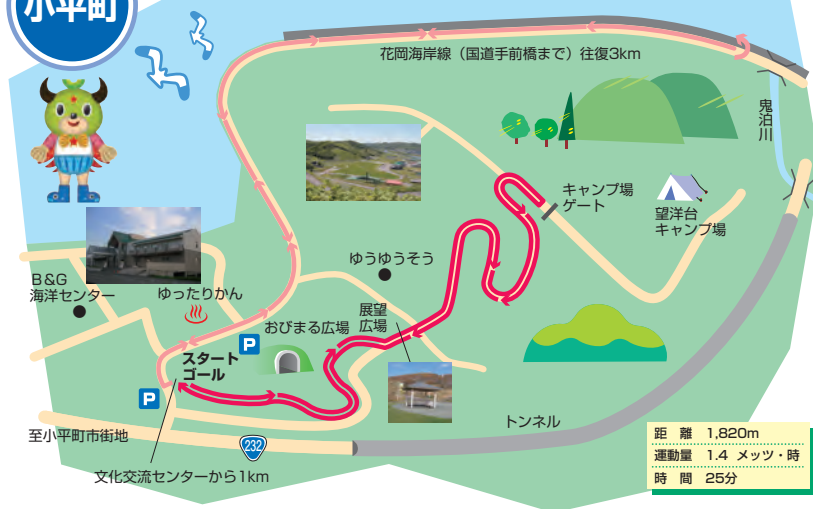 小平町
花岡海岸線（国道手前橋まで）往復3km
鬼泊川
キャンプ場
ゲート
望洋台
キャンプ場
ゆうゆうそう
B&G
海洋センター
ゆったりかん
展望
広場
おびまる広場
P
スタート
ゴール
P
トンネル
至小平町市街地
232
文化交流センターから1km
距　離　1,820m
運動量　1.4　メッツ・時
時　間　25分